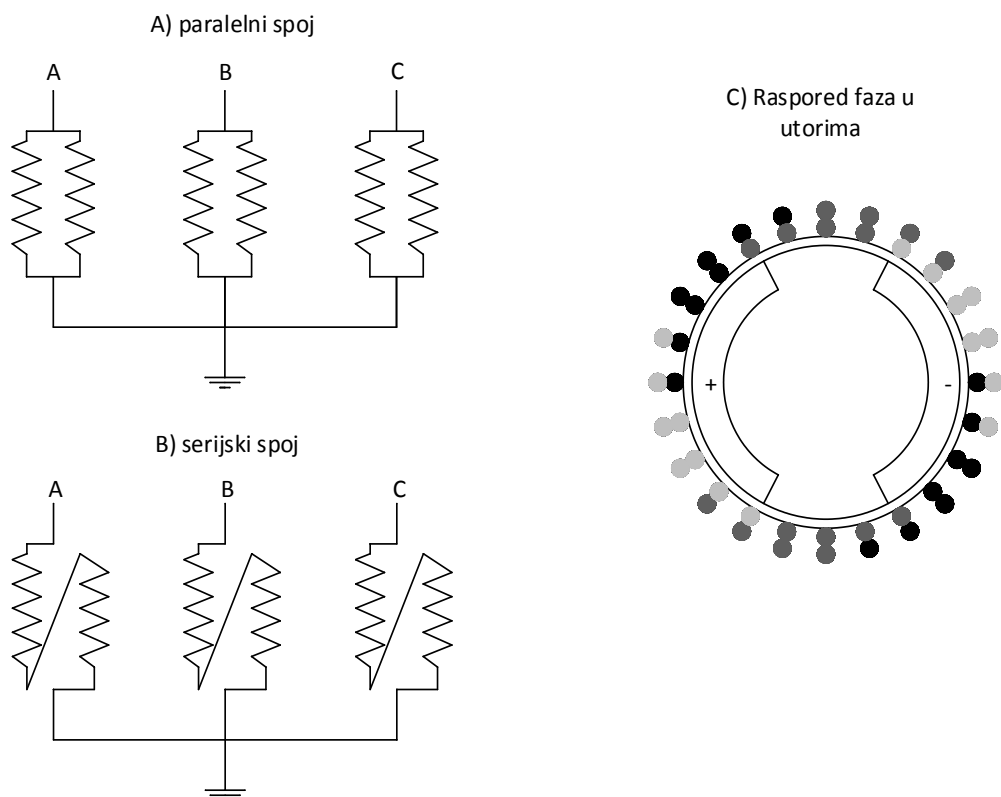 A) paralelni spoj
A
B
C
B) serijski spoj
A
B
C
C) Raspored faza u
utorima
+
-